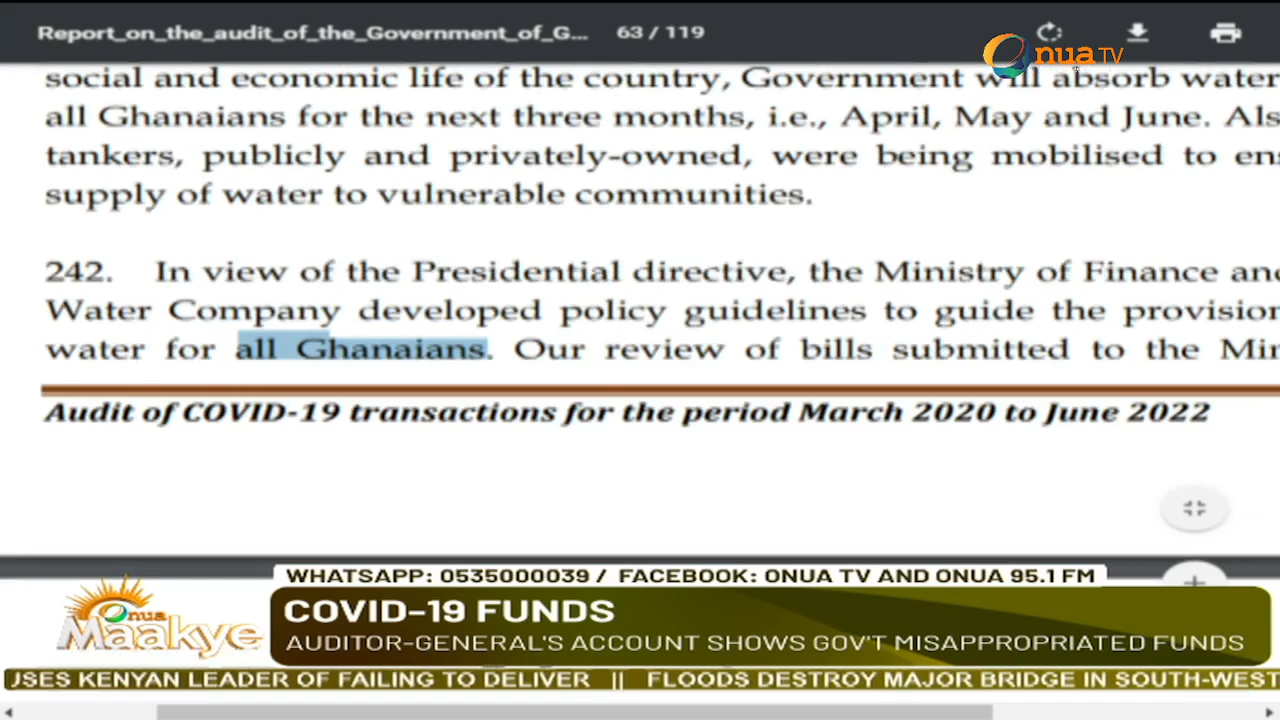 Report_on_the_audit_of_the_Government_of_G... 63 / 119
Onua TV
social and economic life of the country, Government will absorb water
all Ghanaians for the next three months, i.e., April, May and June. Als
tankers, publicly and privately-owned, were being mobilised to ens
supply of water to vulnerable communities.
242. In view of the Presidential directive, the Ministry of Finance and
Water Company developed policy guidelines to guide the provision
water for all Ghanaians. Our review of bills submitted to the Min
Audit of COVID-19 transactions for the period March 2020 to June 2022
WHATSAPP: 0535000039 / FACEBOOK: ONUA TV AND ONUA 95.1 FM
Onua
Maakye
COVID-19 FUNDS
AUDITOR-GENERAL'S ACCOUNT SHOWS GOV'T MISAPPROPRIATED FUNDS
JSES KENYAN LEADER OF FAILING TO DELIVER || FLOODS DESTROY MAJOR BRIDGE IN SOUTH-WEST